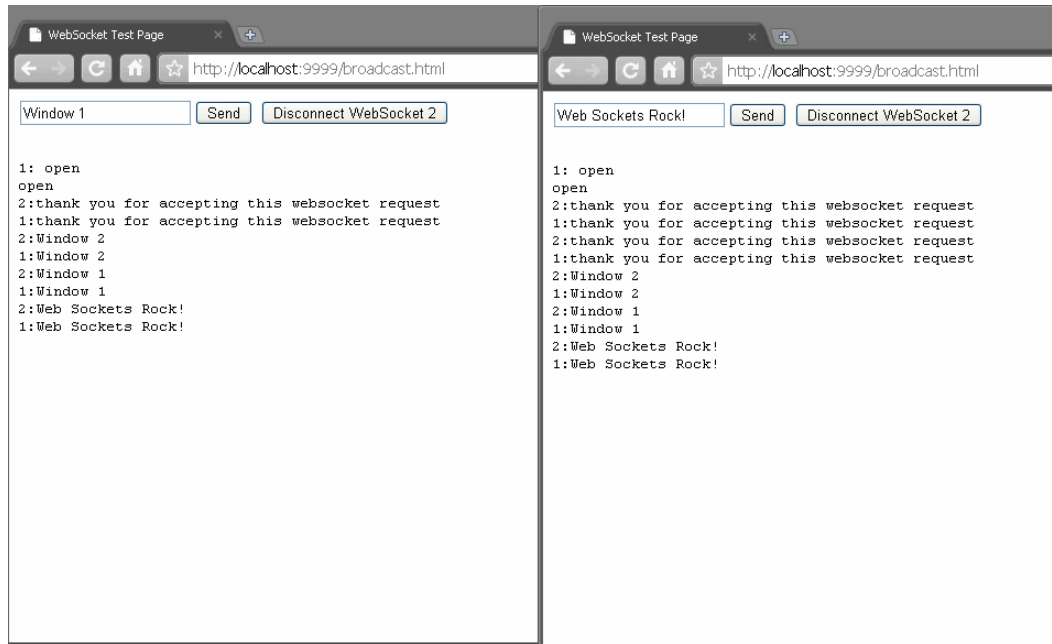 WebSocket Test Page
http://localhost:9999/broadcast.html
Window 1 Send Disconnect WebSocket 2
1: open
open
2:thank you for accepting this websocket request
1:thank you for accepting this websocket request
2:Window 2
1:Window 2
2:Window 1
1:Window 1
2:Web Sockets Rock!
1:Web Sockets Rock!
WebSocket Test Page
http://localhost:9999/broadcast.html
Web Sockets Rock! Send Disconnect WebSocket 2
1: open
open
2:thank you for accepting this websocket request
1:thank you for accepting this websocket request
2:thank you for accepting this websocket request
1:thank you for accepting this websocket request
2:Window 2
1:Window 2
2:Window 1
1:Window 1
2:Web Sockets Rock!
1:Web Sockets Rock!